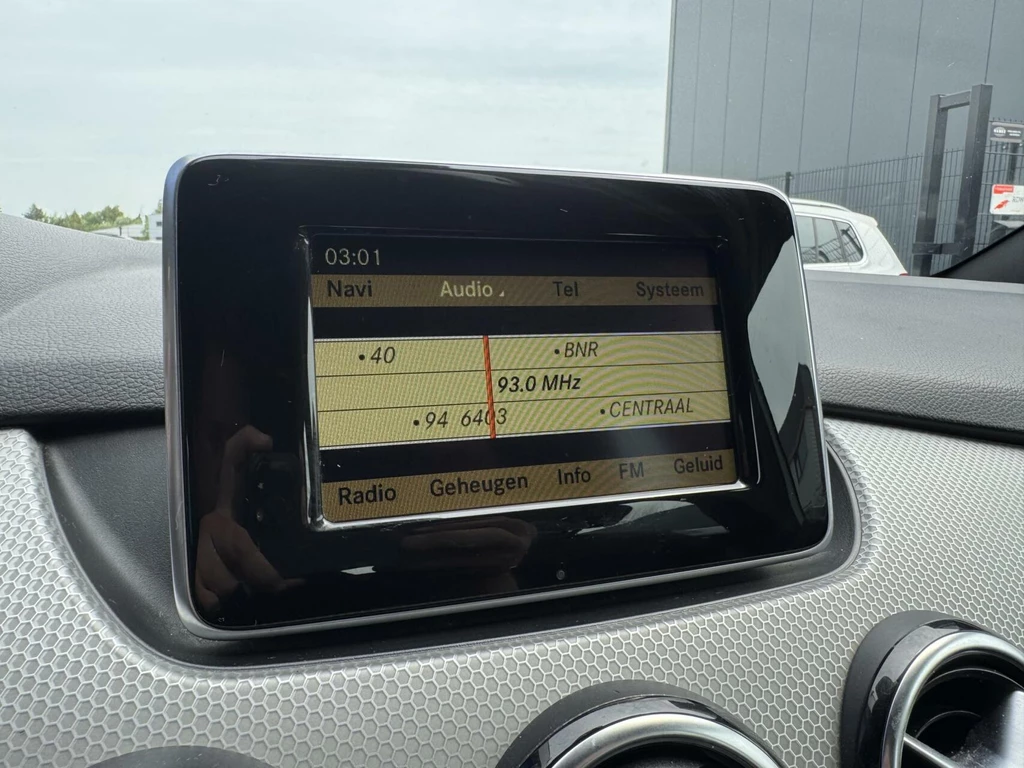 03:01
Navi Audio Tel Systeem
•40 •BNR
93.0 MHz
•94 6403 •CENTRAAL
Radio Geheugen Info FM Geluid